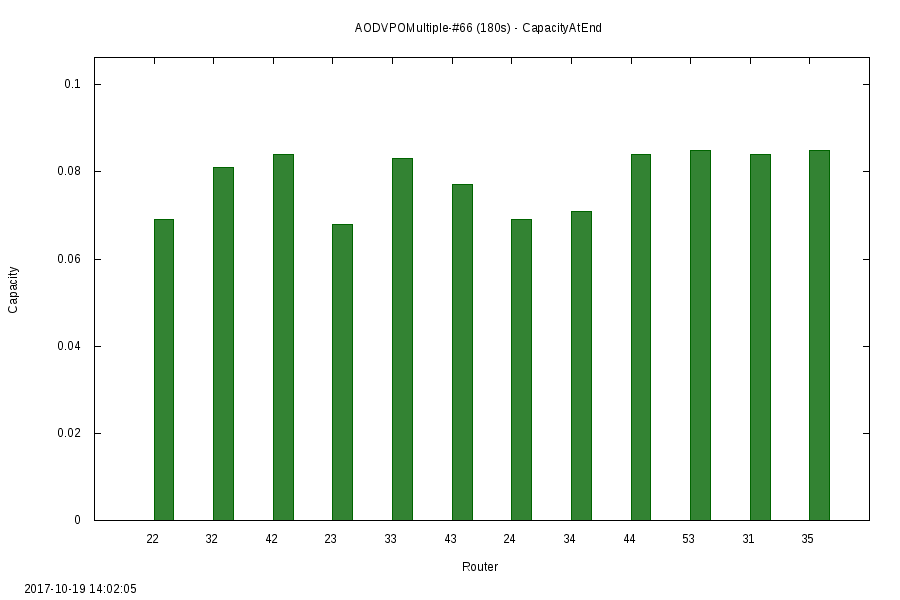 AODVPOMultiple-#66 (180s) - CapacityAtEnd
0.1
0.08
0.06
0.04
0.02
0
Capacity
22 32 42 23 33 43 24 34 44 53 31 35
Router
2017-10-19 14:02:05